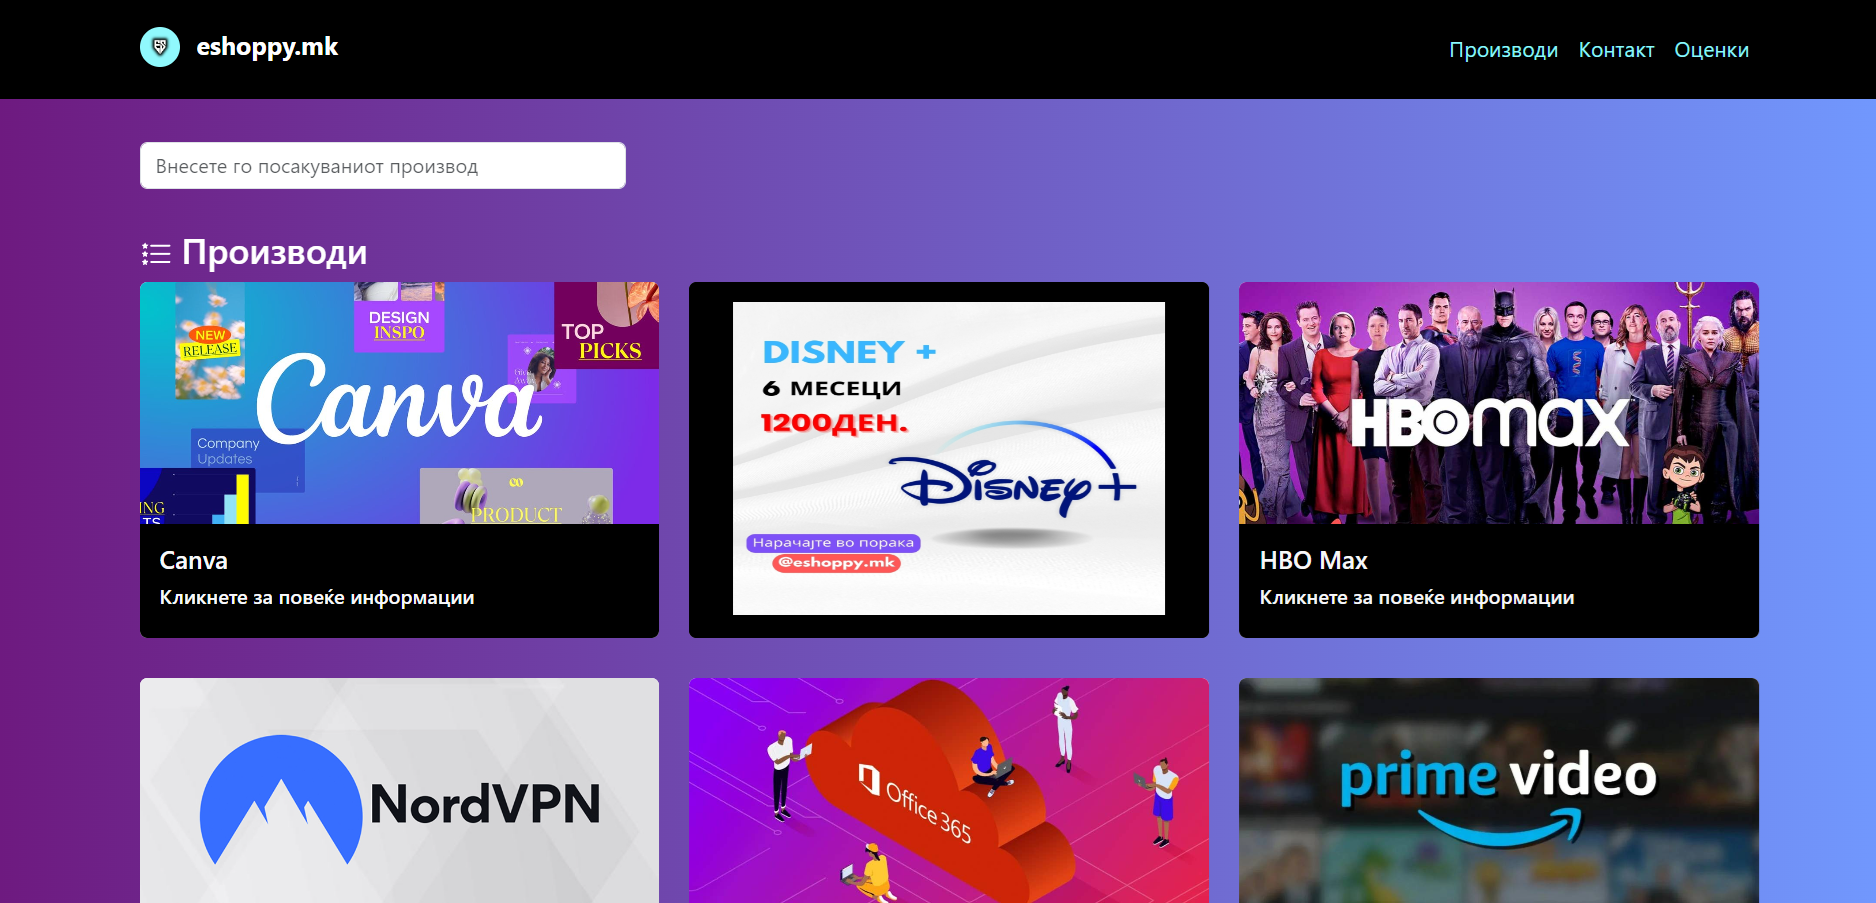 eshoppy.mk
Производи Контакт Оценки
Внесете го посакуваниот производ
Производи
NEW
RELEASE
DESIGN
INSPO
TOP
PICKS
Canva
Company
Updates
ING
TS
PRODUCT
Canva
Кликнете за повеќе информации
DISNEY +
6 МЕСЕЦИ
1200ДЕН.
Disney+
Нарачајте во порака
@eshoppy.mk
HBOmax
HBO Max
Кликнете за повеќе информации
NordVPN
Office 365
prime video